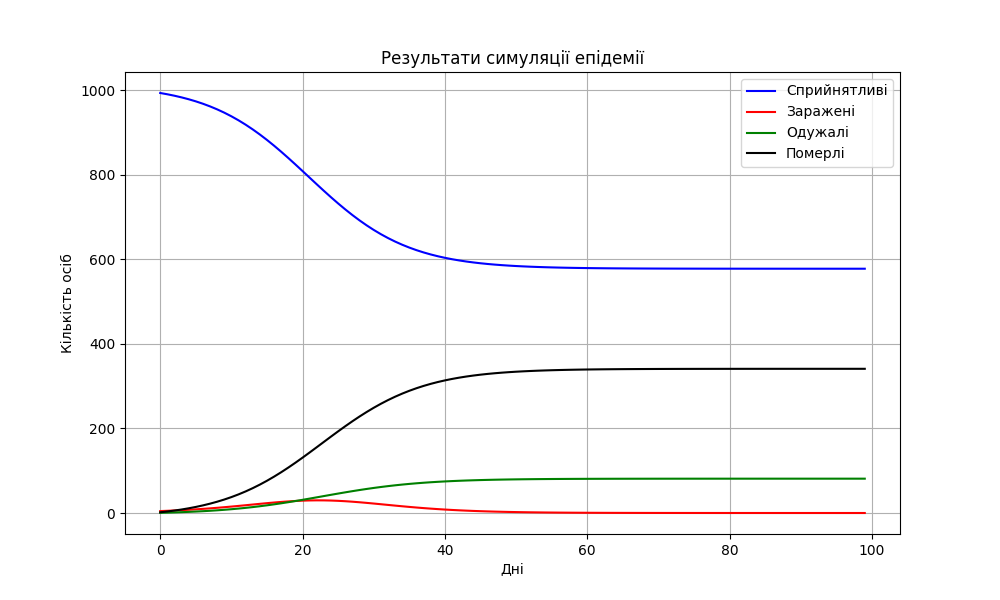 Результати симуляції епідемії
Кількість осіб
1000
800
600
400
200
0
Сприйнятливі
Заражені
Одужалі
Померлі
0 20 40 60 80 100
Дні